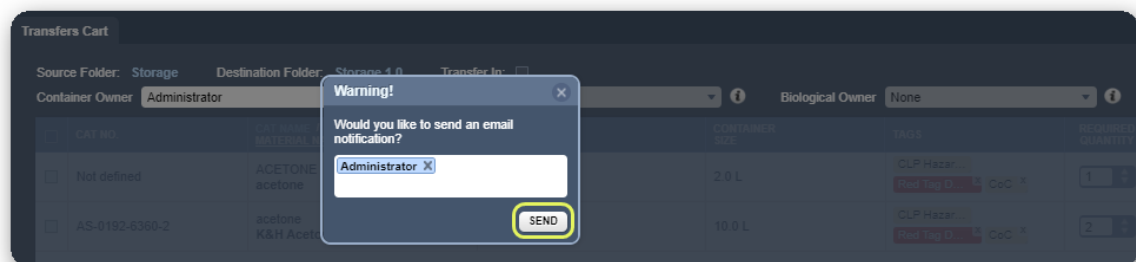 Transfers Cart
Source Folder: Storage Destination Folder: Storage 1.0 Transfer In:
Container Owner Administrator Biological Owner None
Warning!
Would you like to send an email
notification?
Administrator X
SEND
CAT NO. CAT NAME CONTAINER SIZE TAGS REQUIRED QUANTITY
MATERIAL
Not defined ACETONE acetone 2.0 L CLP Hazar... Red Tag D... CoC 1
AS-0192-6360-2 acetone K&H Aceto 10.0 L CLP Hazar... Red Tag D... CoC 2